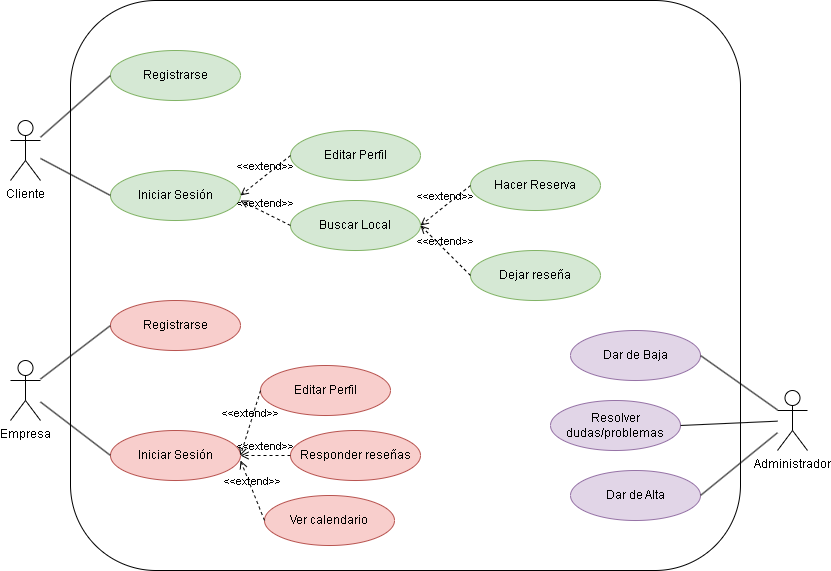 Registrarse
Cliente
Iniciar Sesión
<<extend>>
Editar Perfil
<<extend>>
Buscar Local
<<extend>>
Hacer Reserva
<<extend>>
Dejar reseña
Registrarse
Empresa
Iniciar Sesión
<<extend>>
Editar Perfil
<<extend>>
Responder reseñas
<<extend>>
Ver calendario
Dar de Baja
Resolver
dudas/problemas
Dar de Alta
Administrador